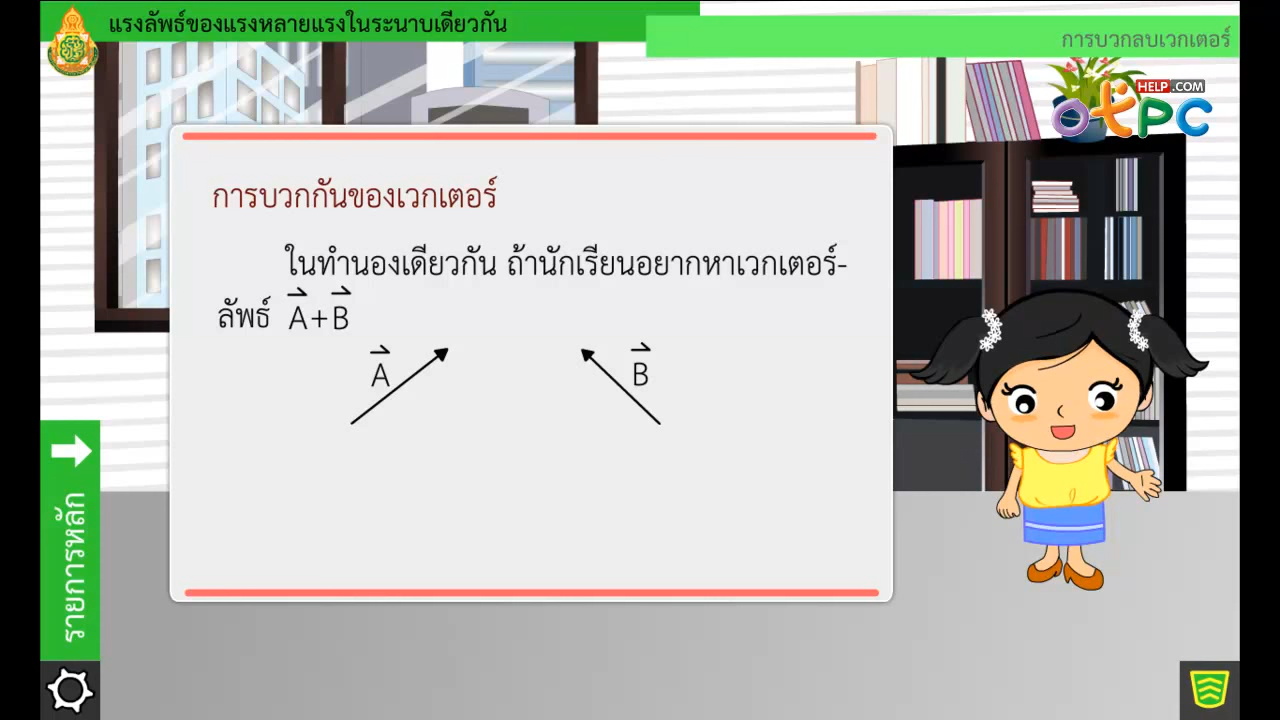 แรงลัพธ์ของแรงหลายแรงในระนาบเดียวกัน
การบวกลบเวกเตอร์
HELP.COM
otpc
การบวกกันของเวกเตอร์
ในทำนองเดียวกัน ถ้านักเรียนอยากหาเวกเตอร์-
ลัพธ์ A⃗+B⃗
A⃗
B⃗
รายการหลัก